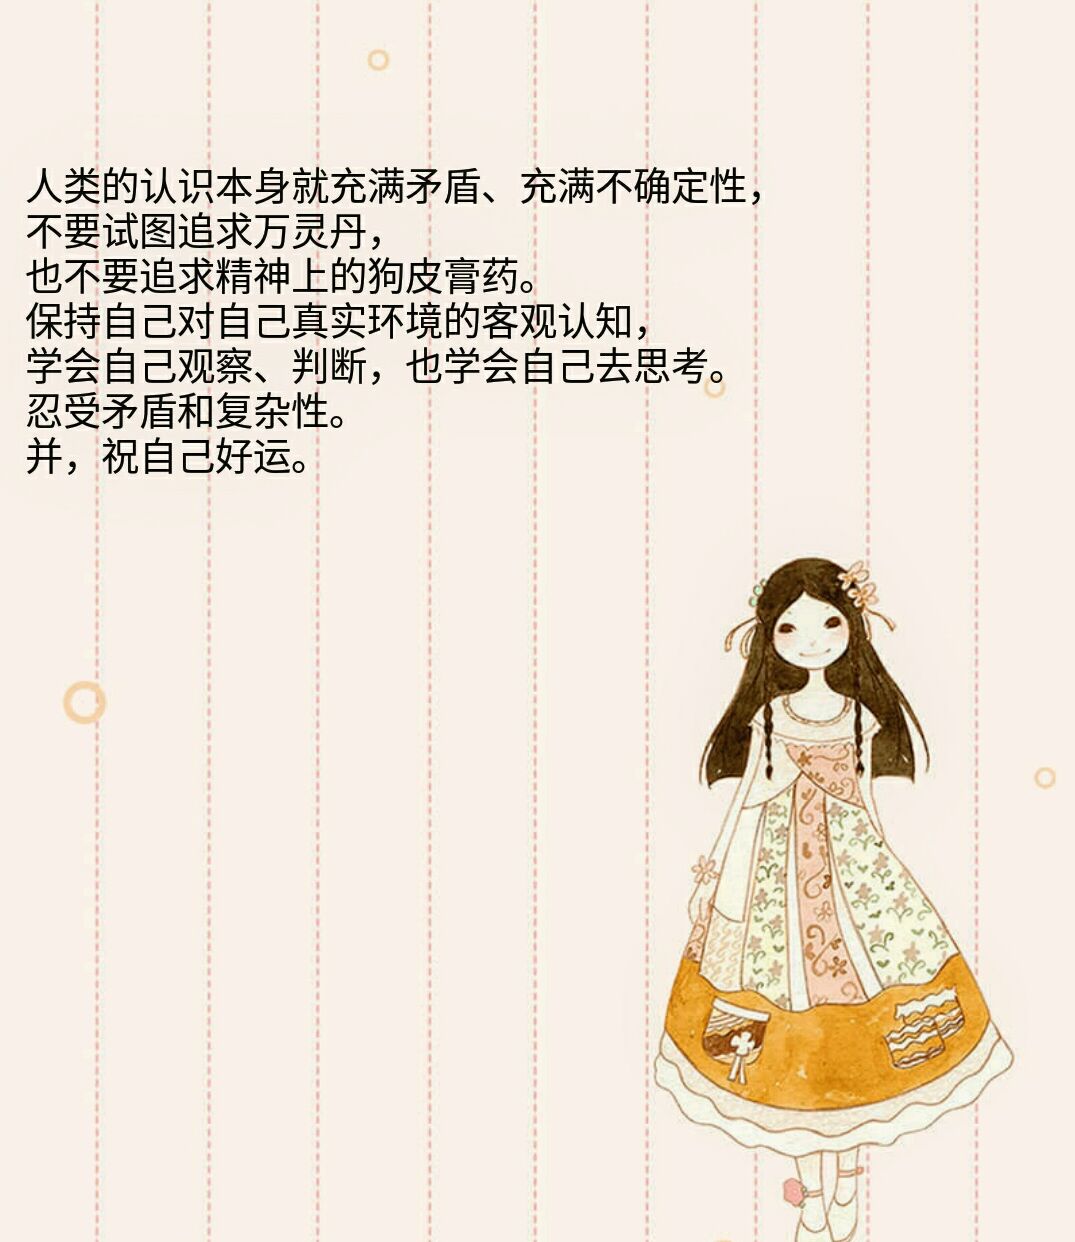 人类的认识本身就充满矛盾、充满不确定性，
不要试图追求万灵丹，
也不要追求精神上的狗皮膏药。
保持自己对自己真实环境的客观认知，
学会自己观察、判断，也学会自己去思考。
忍受矛盾和复杂性。
并，祝自己好运。